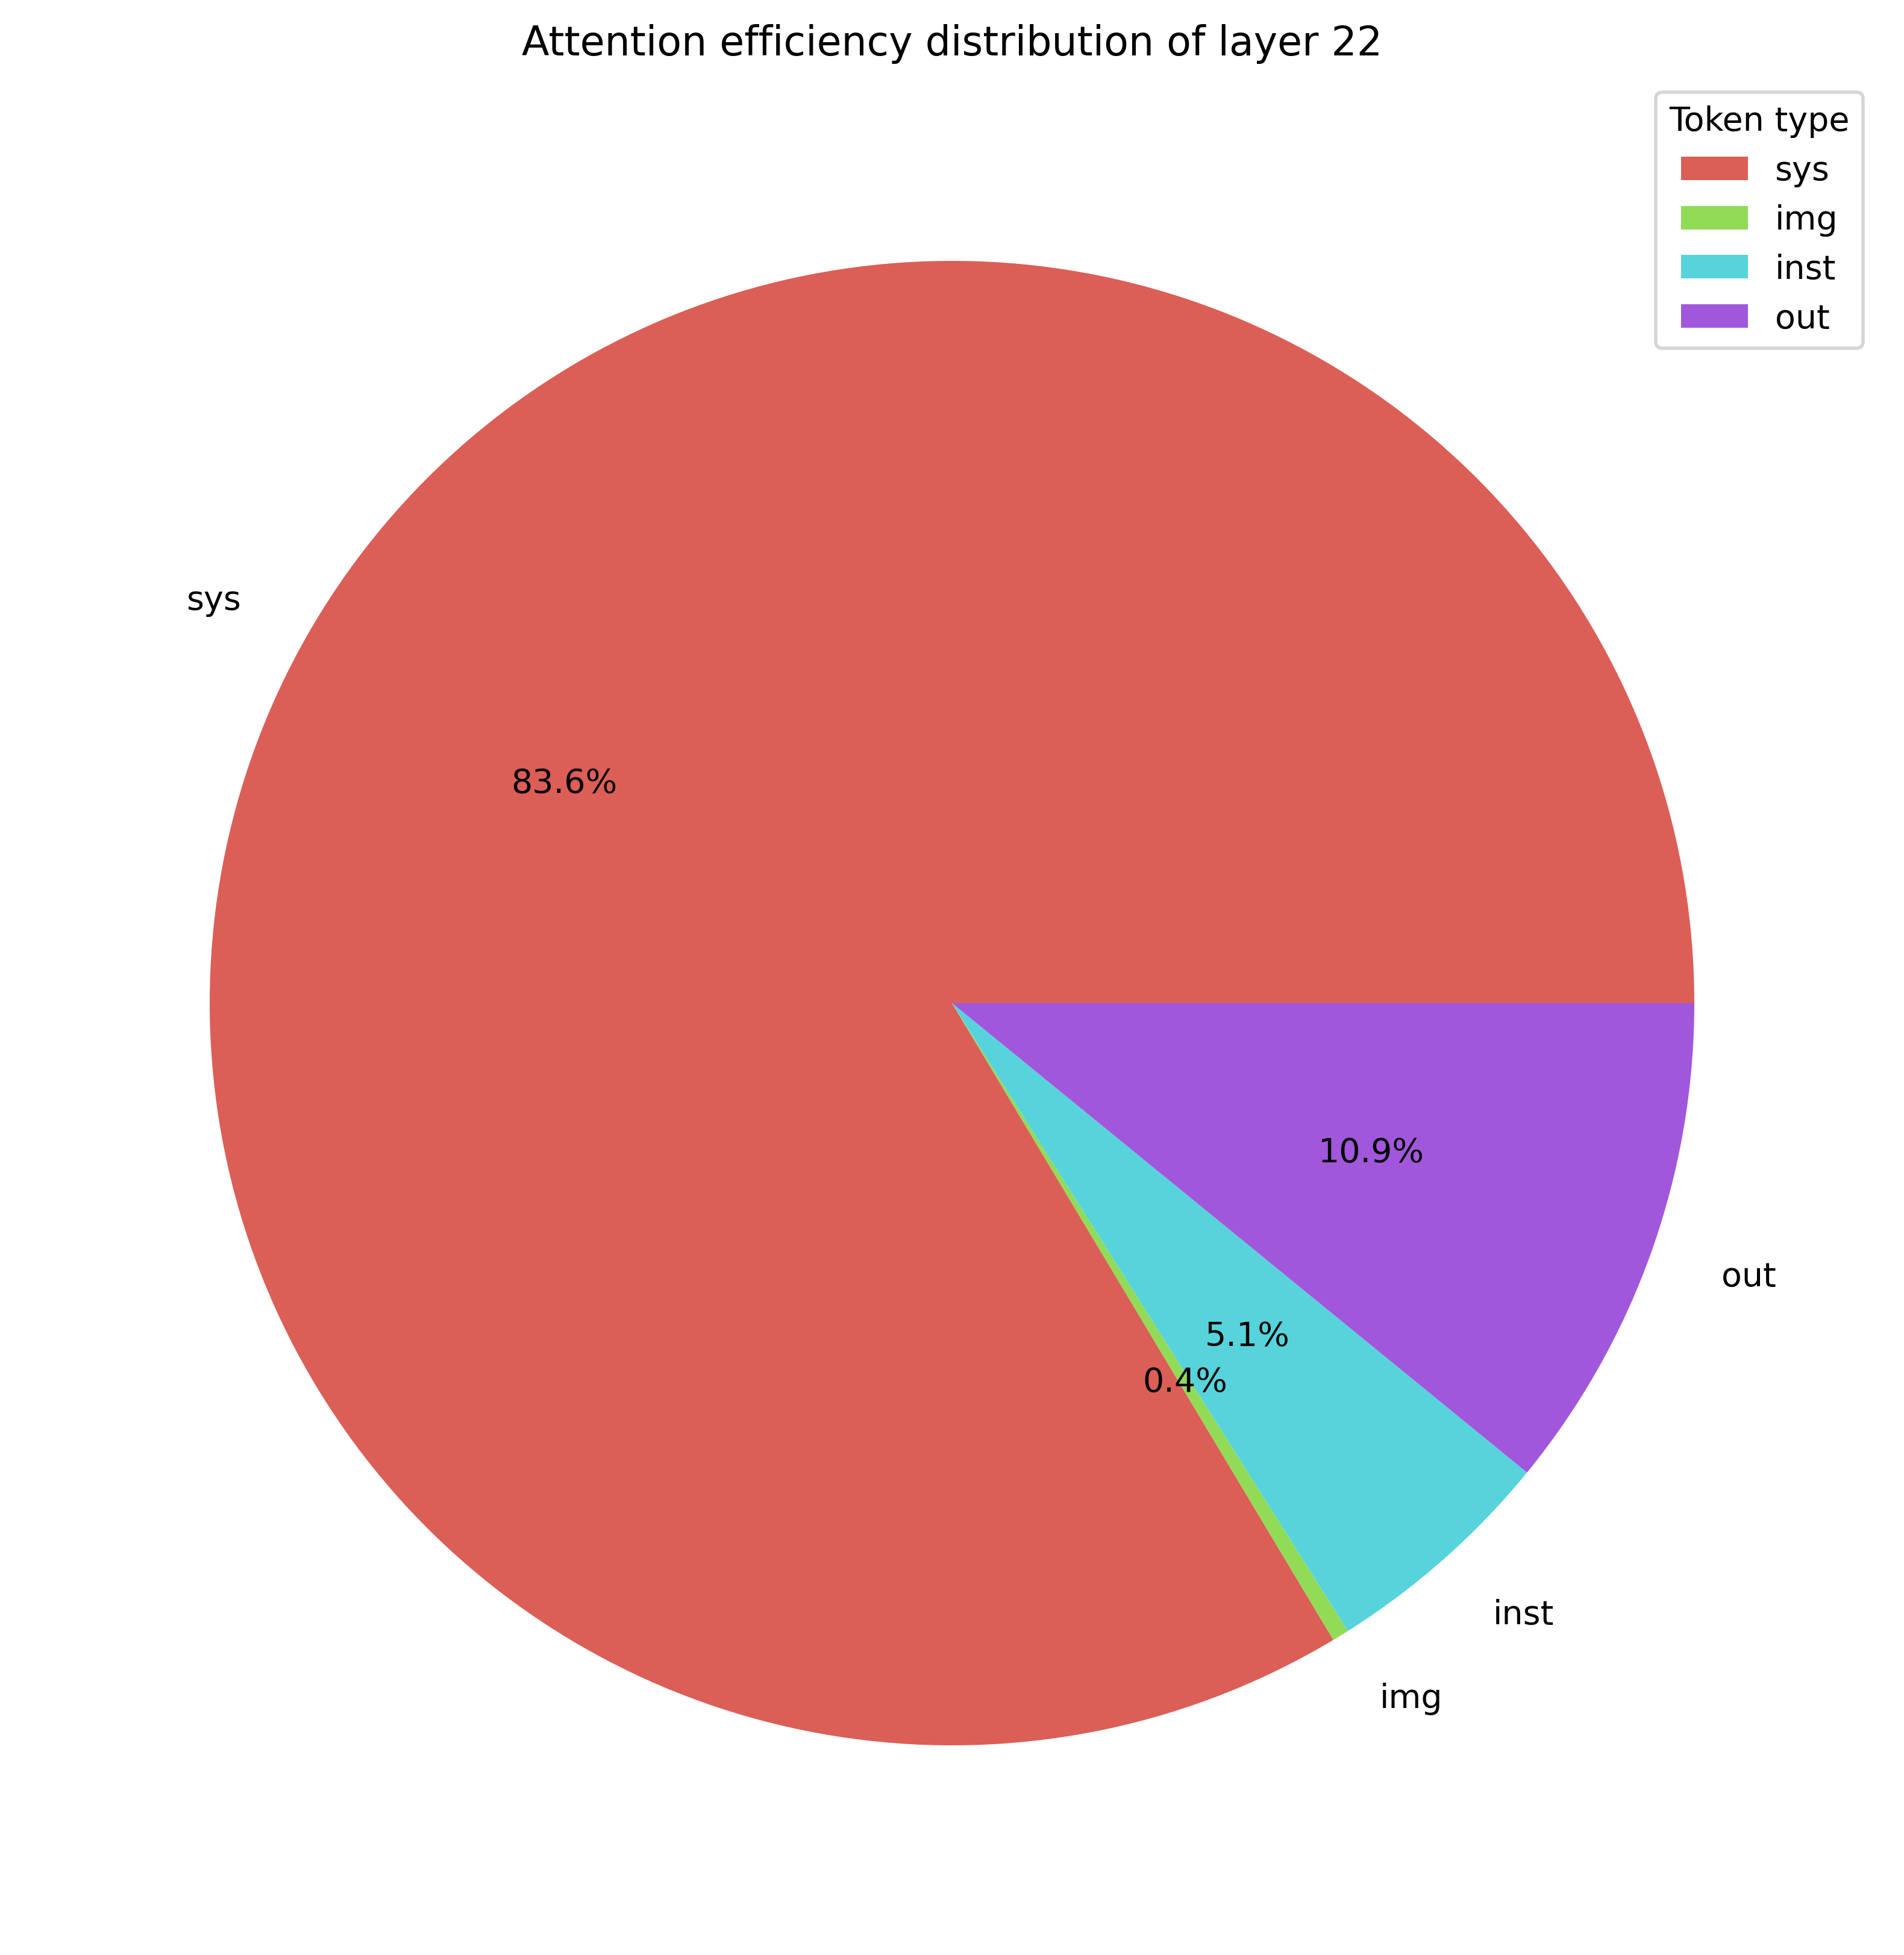 Attention efficiency distribution of layer 22
Token type
sys
img
inst
out
sys
83.6%
10.9%
out
5.1%
0.4%
inst
img